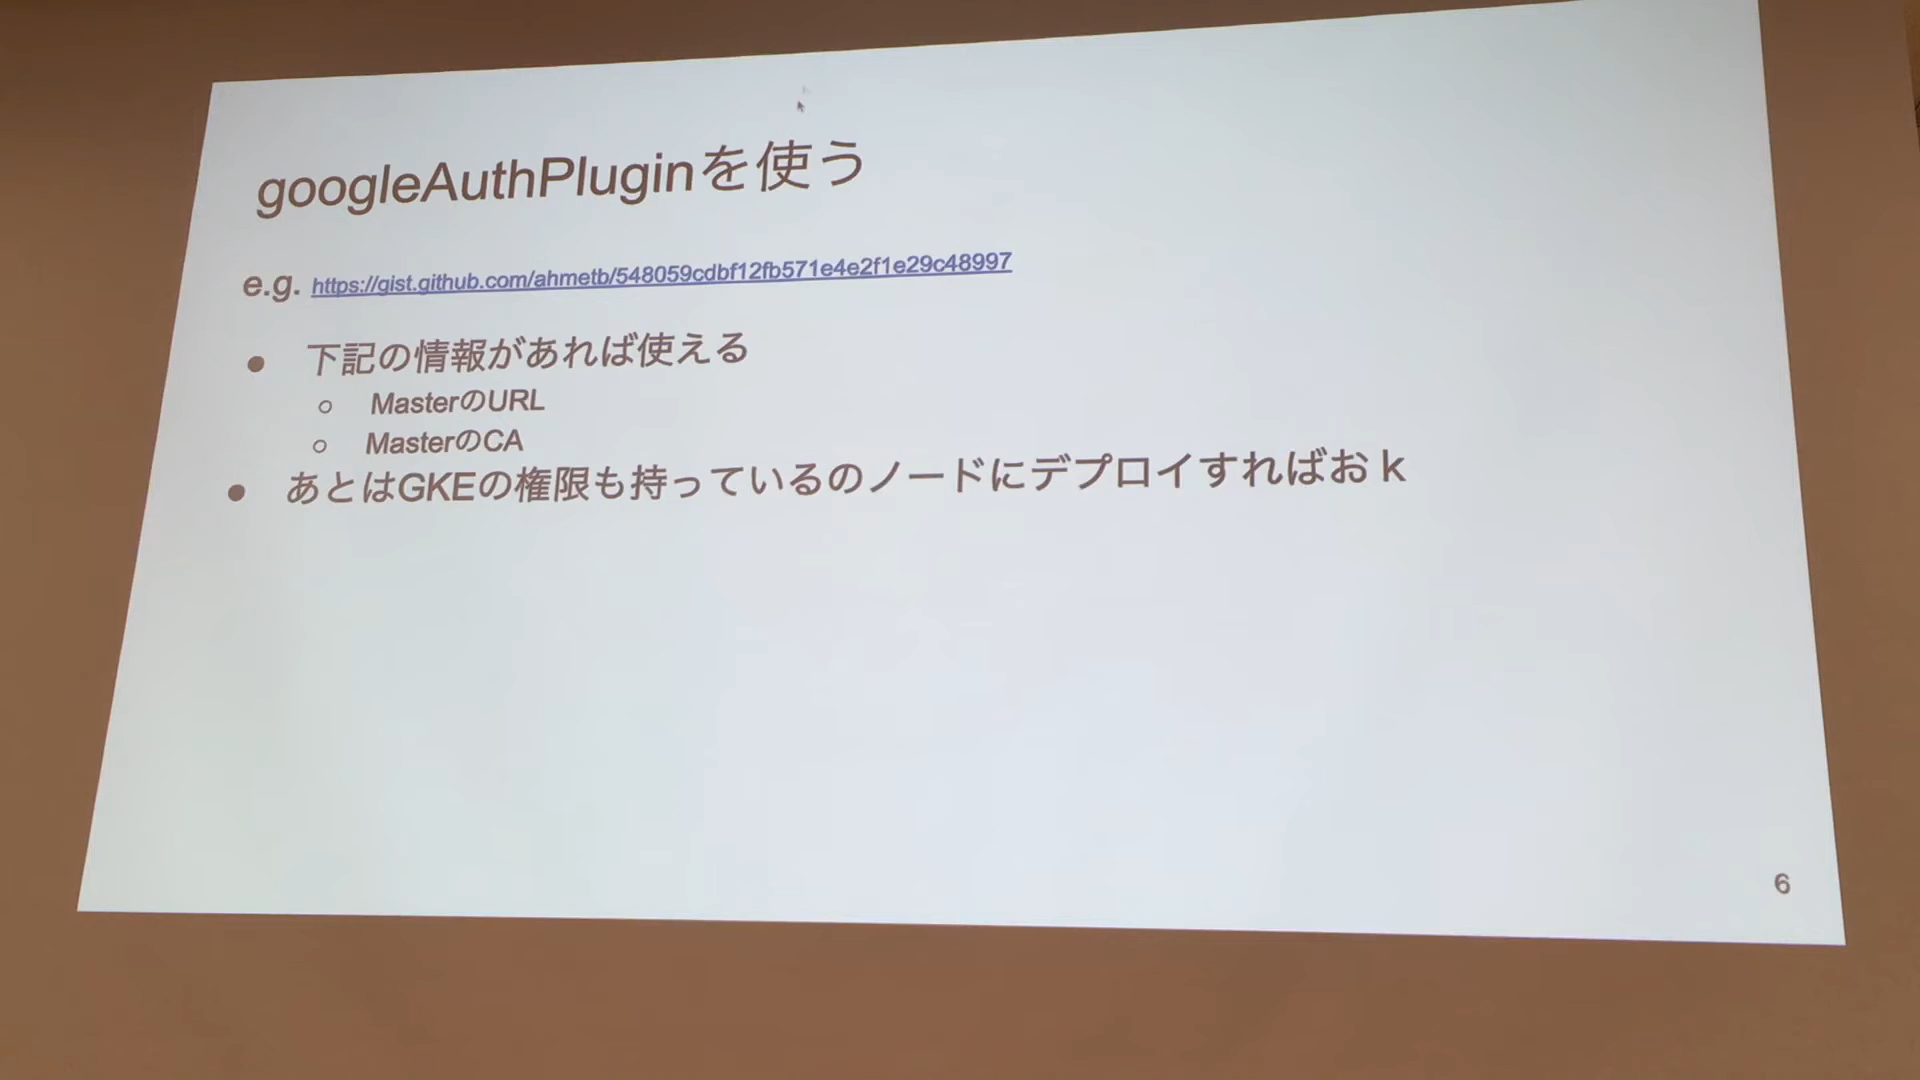 googleAuthPluginを使う
e.g. https://gist.github.com/ahmetb/548059cdbf12fb571e4e2f1e29c48997
● 下記の情報があれば使える
○ MasterのURL
○ MasterのCA
● あとはGKEの権限も持っているのノードにデプロイすればおｋ
6